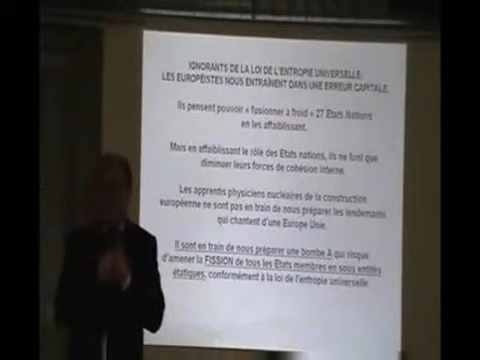 IGNORANTS DE LA LOI DE L'ENTROPIE UNIVERSELLE,
LES EUROPÉISTES NOUS ENTRAÎNENT DANS UNE ERREUR CAPITALE.
Ils pensent pouvoir « fusionner à froid » 27 Etats Nations
en les affaiblissant.
Mais en affaiblissant le rôle des Etats nations, ils ne font que
diminuer leurs forces de cohésion interne.
Les apprentis physiciens nucléaires de la construction
européenne ne sont pas en train de nous préparer les lendemains
qui chantent d'une Europe Unie.
Il sont en train de nous préparer une bombe A qui risque
d'amener la FISSION de tous les Etats membres en sous entités
étatiques, conformément à la loi de l'entropie universelle.